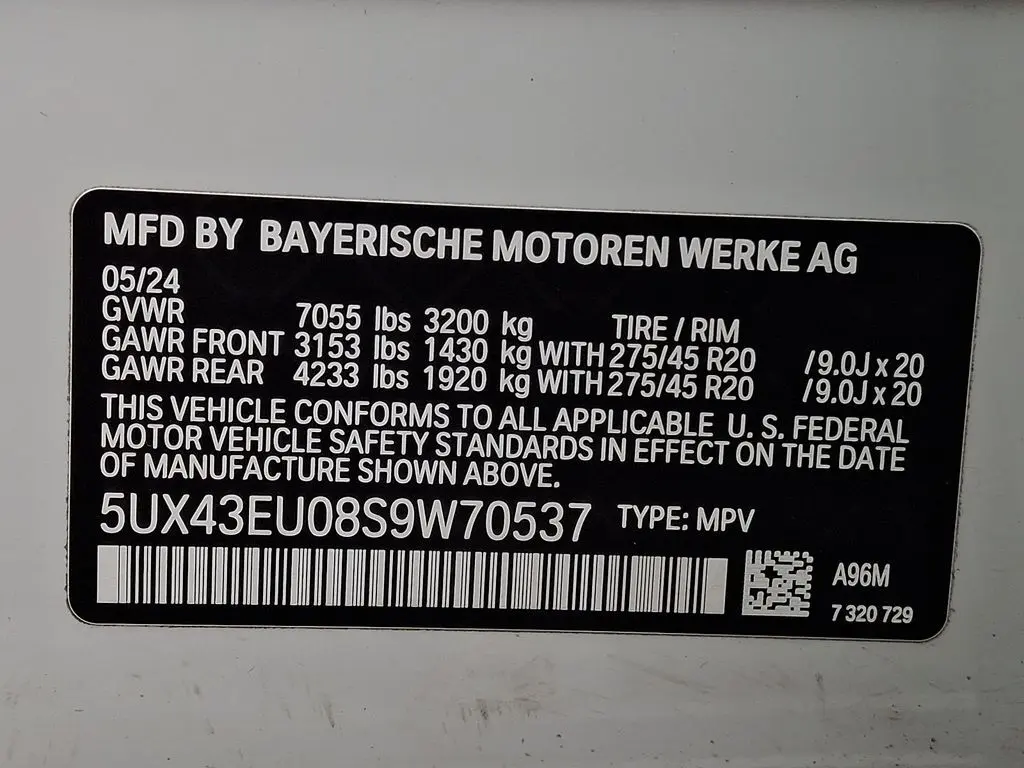 MFD BY BAYERISCHE MOTOREN WERKE AG
05/24
GVWR 7055 lbs 3200 kg TIRE / RIM
GAWR FRONT 3153 lbs 1430 kg WITH 275/45 R20 /9.0J x 20
GAWR REAR 4233 lbs 1920 kg WITH 275/45 R20 /9.0J x 20
THIS VEHICLE CONFORMS TO ALL APPLICABLE U. S. FEDERAL
MOTOR VEHICLE SAFETY STANDARDS IN EFFECT ON THE DATE
OF MANUFACTURE SHOWN ABOVE.
5UX43EU08S9W70537 TYPE: MPV
A96M
7 320 729